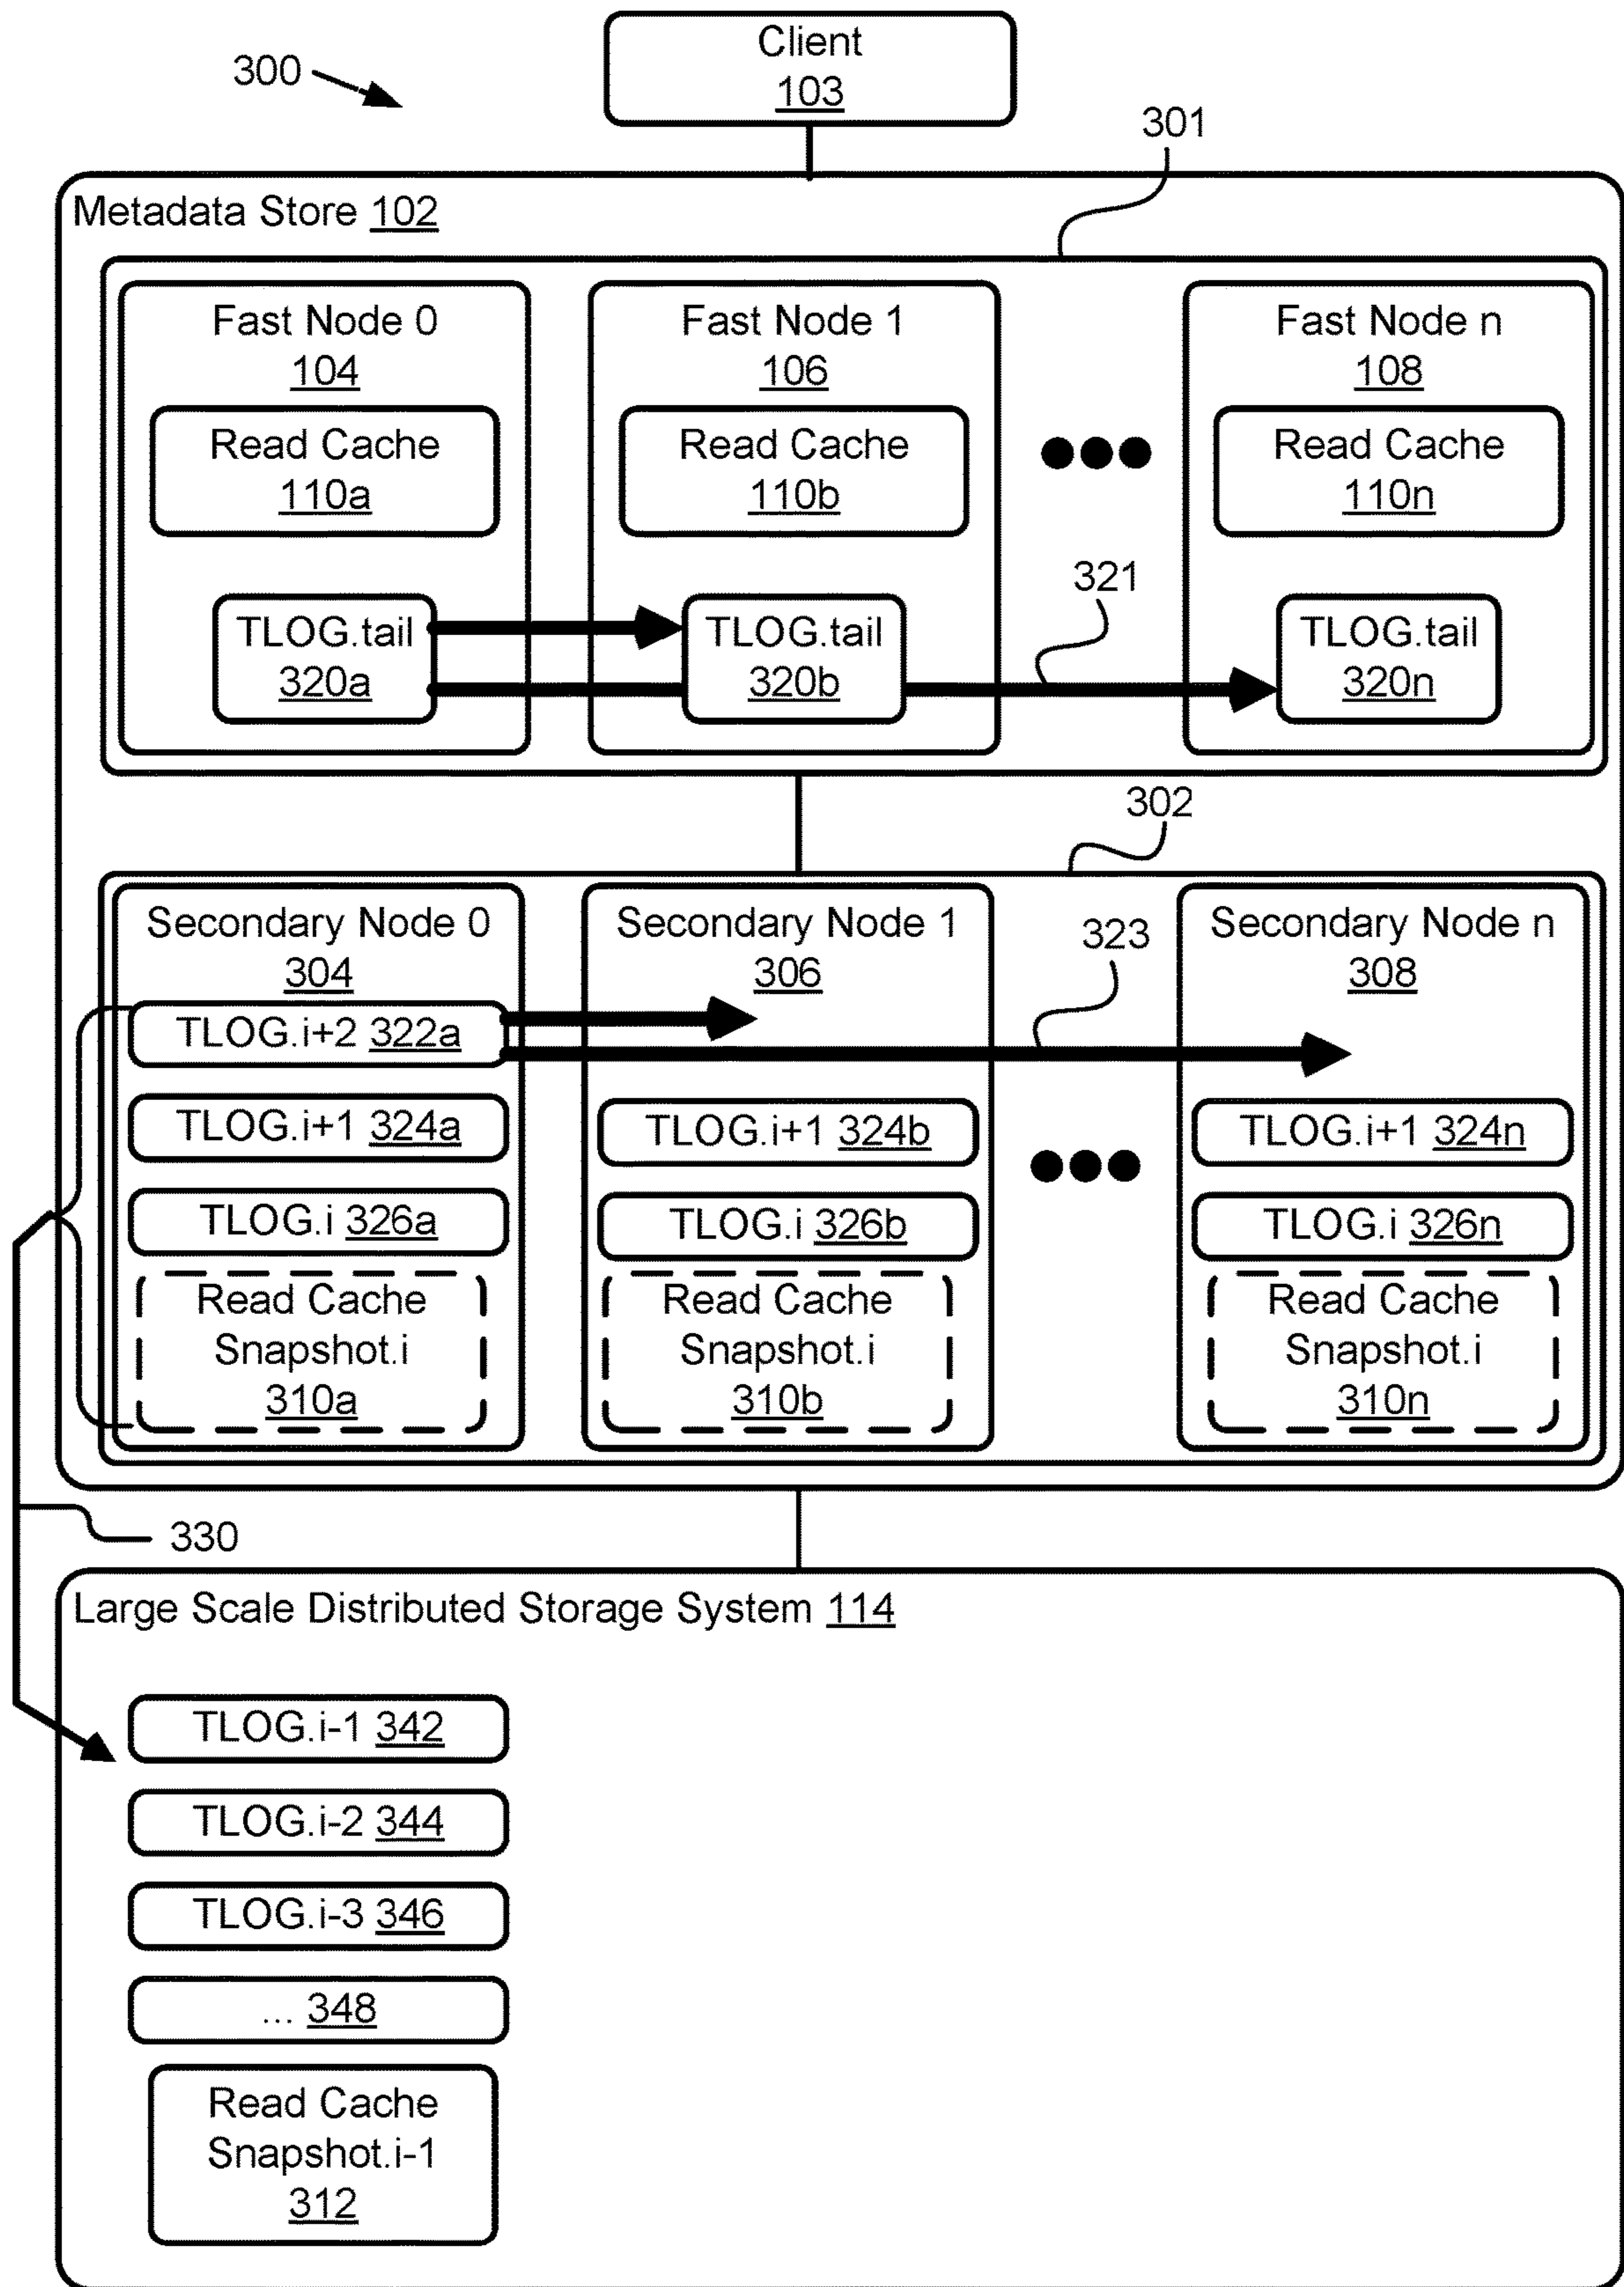 Client
103
300
301
Metadata Store 102
Fast Node 0
104
Read Cache
110a
TLOG.tail
320a
Fast Node 1
106
Read Cache
110b
TLOG.tail
320b
321
Fast Node n
108
Read Cache
110n
TLOG.tail
320n
302
Secondary Node 0
304
TLOG.i+2 322a
TLOG.i+1 324a
TLOG.i 326a
Read Cache
Snapshot.i
310a
Secondary Node 1
306
TLOG.i+1 324b
TLOG.i 326b
Read Cache
Snapshot.i
310b
323
Secondary Node n
308
TLOG.i+1 324n
TLOG.i 326n
Read Cache
Snapshot.i
310n
330
Large Scale Distributed Storage System 114
TLOG.i-1 342
TLOG.i-2 344
TLOG.i-3 346
... 348
Read Cache
Snapshot.i-1
312